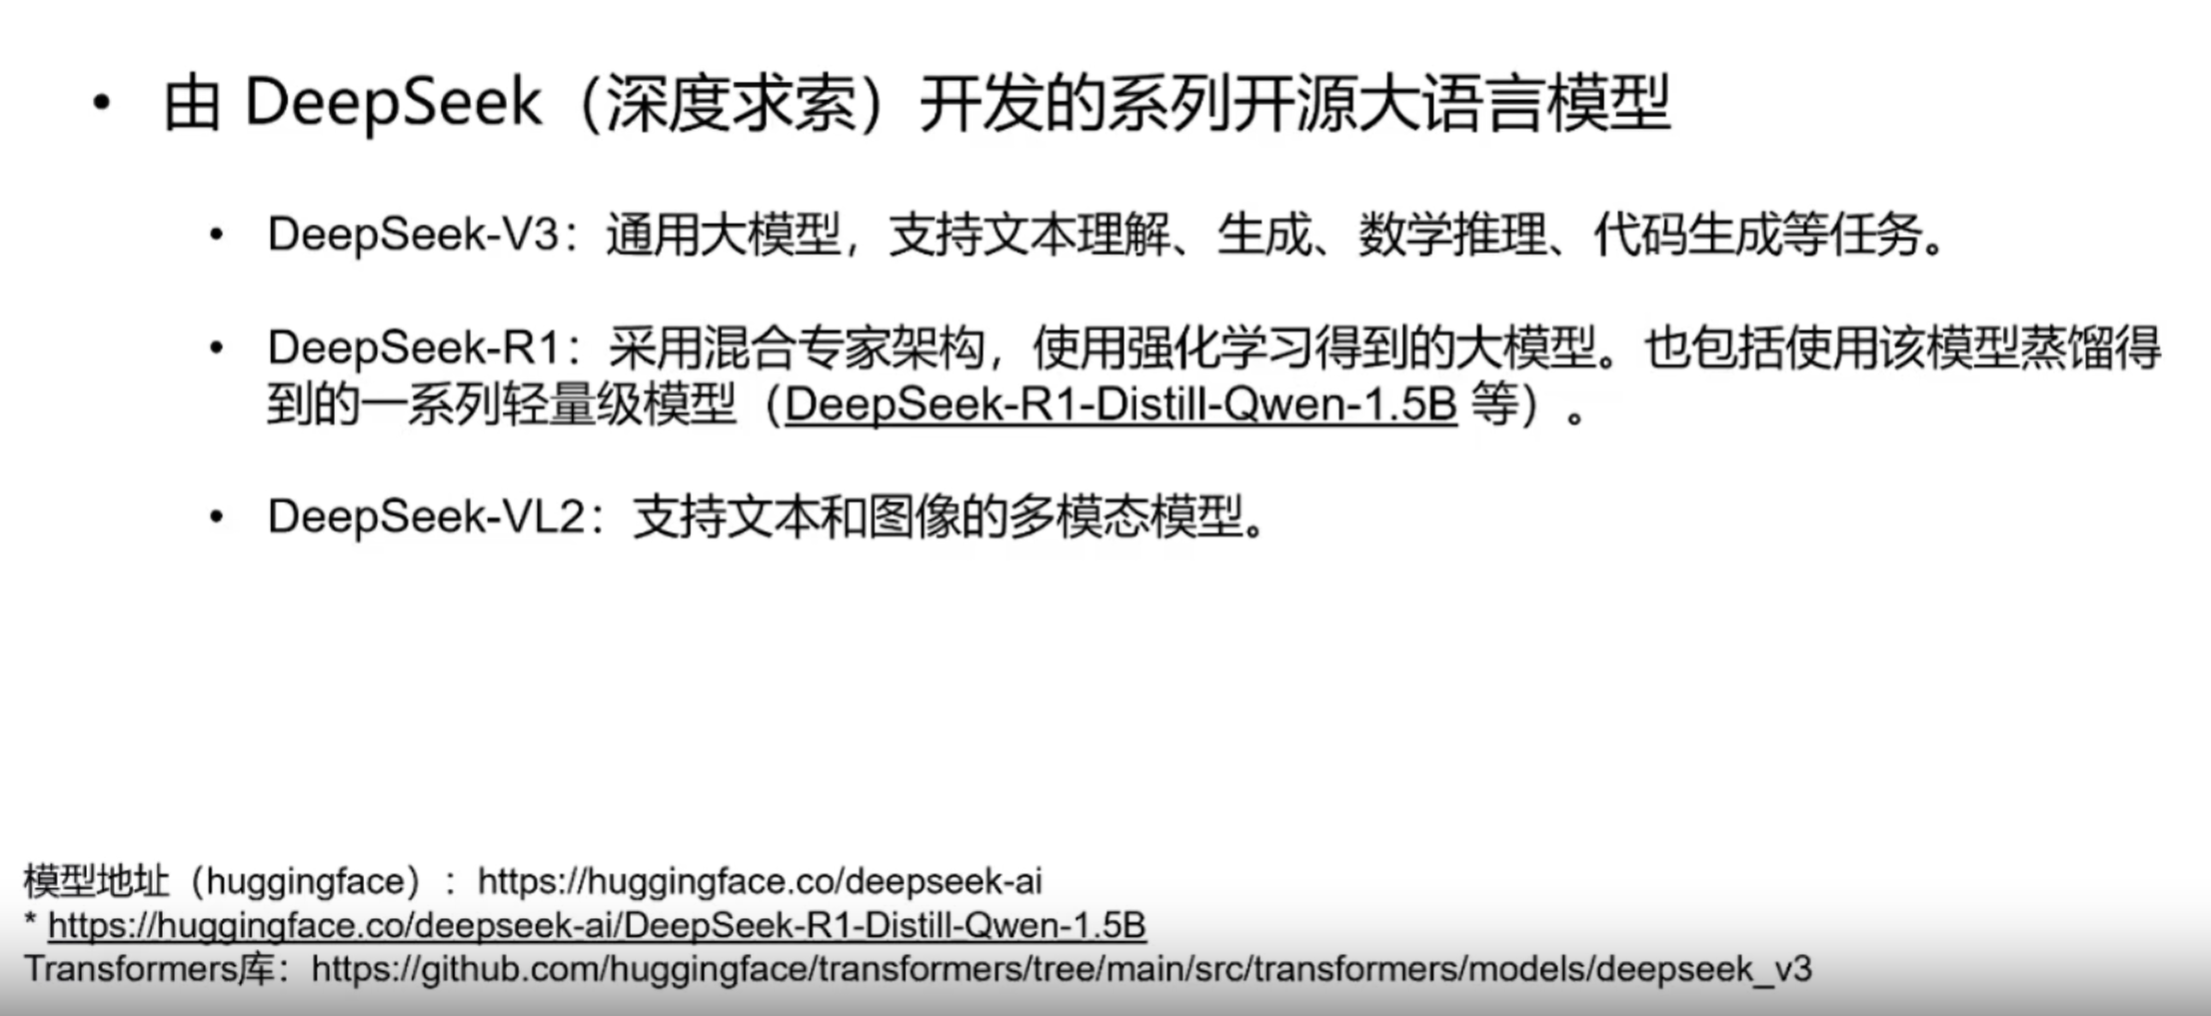 • 由 DeepSeek（深度求索）开发的系列开源大语言模型
• DeepSeek-V3：通用大模型，支持文本理解、生成、数学推理、代码生成等任务。
• DeepSeek-R1：采用混合专家架构，使用强化学习得到的大模型。也包括使用该模型蒸馏得
到的一系列轻量级模型（DeepSeek-R1-Distill-Qwen-1.5B 等）。
• DeepSeek-VL2：支持文本和图像的多模态模型。
模型地址（huggingface）：https://huggingface.co/deepseek-ai
* https://huggingface.co/deepseek-ai/DeepSeek-R1-Distill-Qwen-1.5B
Transformers库：https://github.com/huggingface/transformers/tree/main/src/transformers/models/deepseek_v3